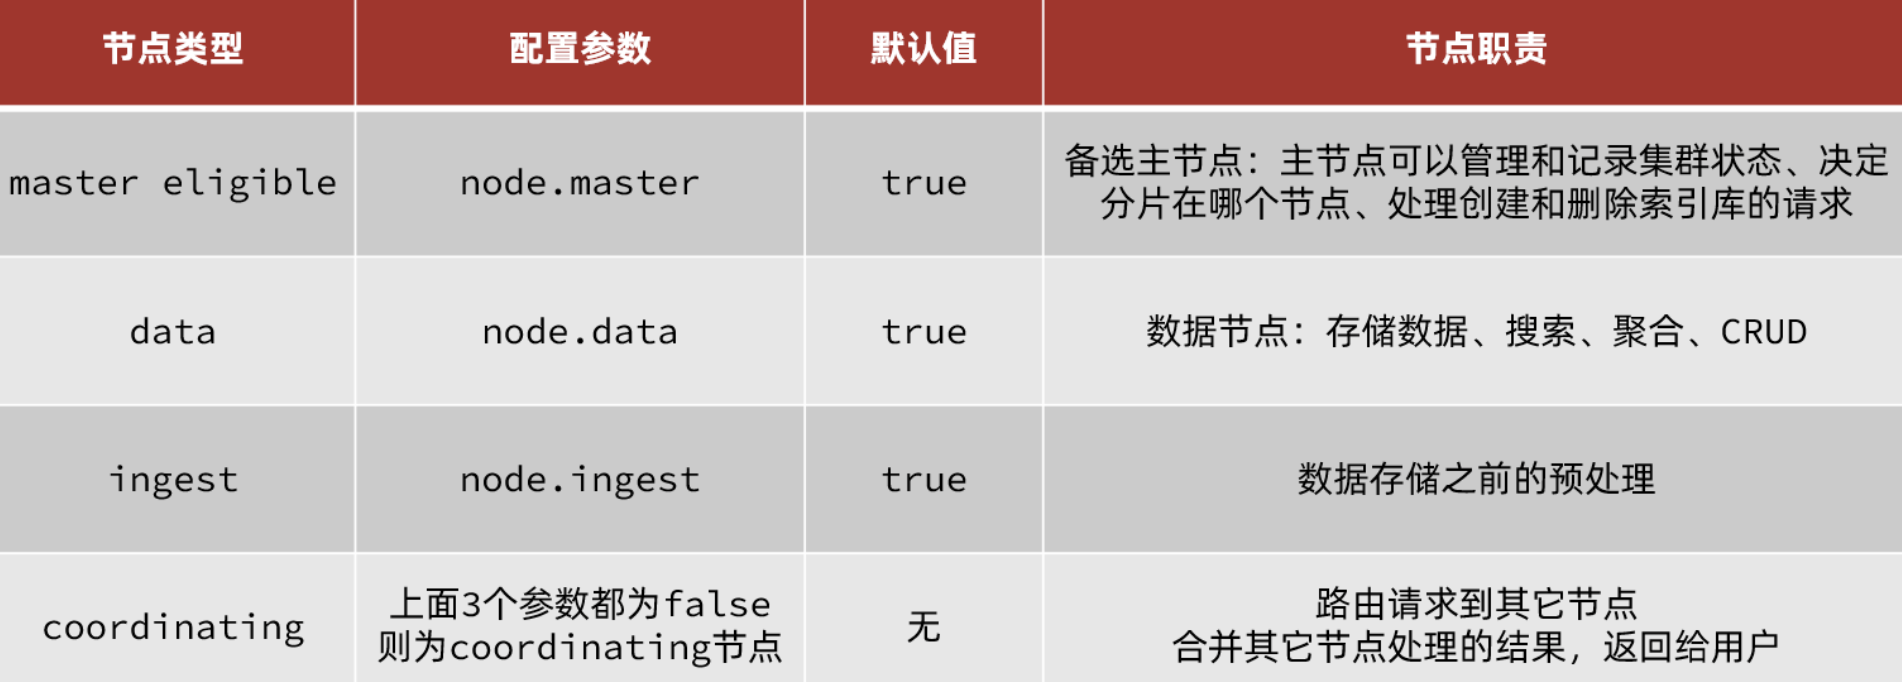 节点类型 配置参数 默认值 节点职责
master eligible node.master true 备选主节点：主节点可以管理和记录集群状态、决定
分片在哪个节点、处理创建和删除索引库的请求
data node.data true 数据节点：存储数据、搜索、聚合、CRUD
ingest node.ingest true 数据存储之前的预处理
coordinating 上面3个参数都为false
则为coordinating节点 无 路由请求到其它节点
合并其它节点处理的结果，返回给用户